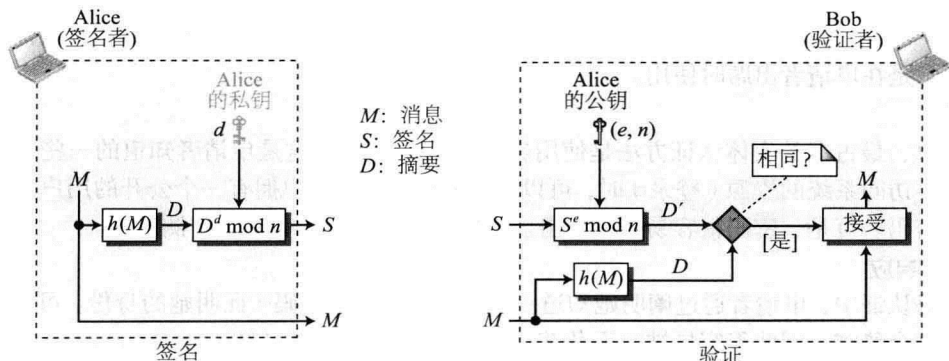 Alice
(签名者)
Alice
的私钥
d
M
h(M)
D
D^d mod n
S
M
签名
M: 消息
S: 签名
D: 摘要
Bob
(验证者)
Alice
的公钥
(e, n)
相同?
M
S
S^e mod n
D′
[是]
接受
h(M)
D
M
验证